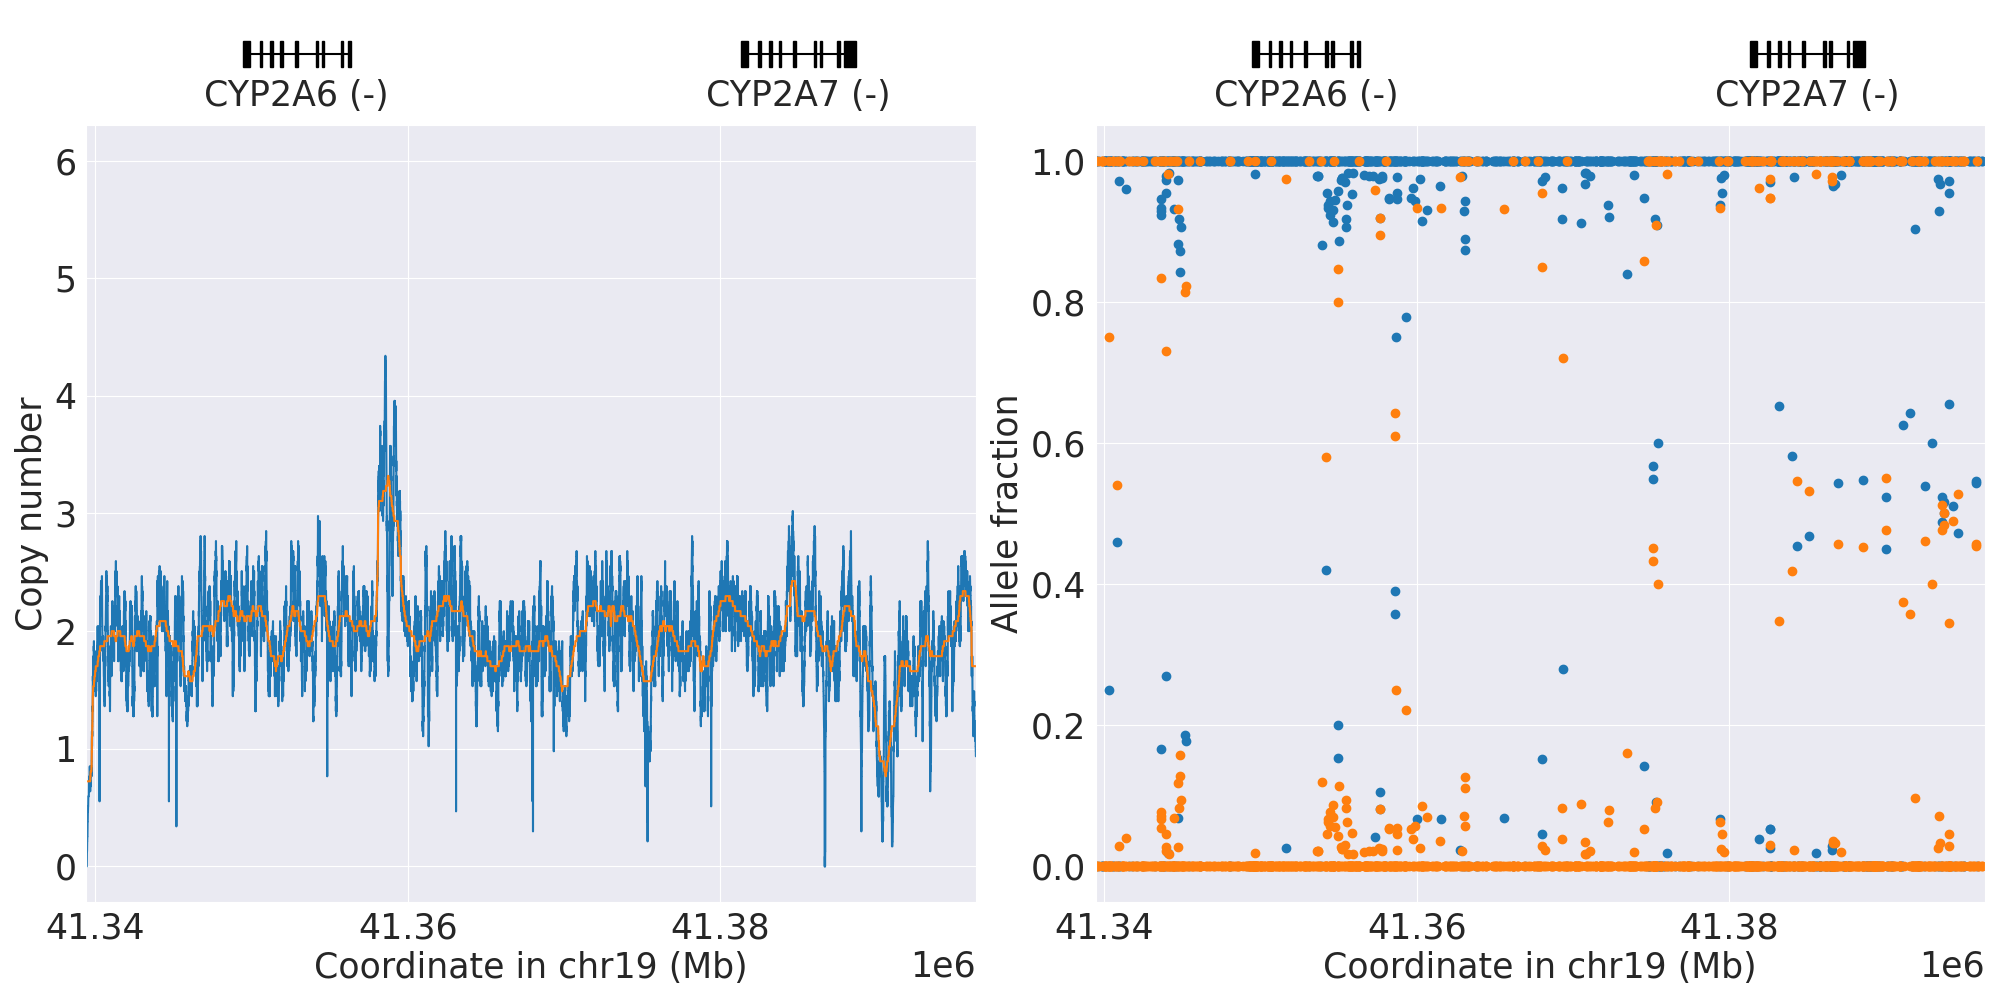 CYP2A6 (-)
CYP2A7 (-)
Copy number
6
5
4
3
2
1
0
41.34
41.36
41.38
Coordinate in chr19 (Mb)
1e6
CYP2A6 (-)
CYP2A7 (-)
Allele fraction
1.0
0.8
0.6
0.4
0.2
0.0
41.34
41.36
41.38
Coordinate in chr19 (Mb)
1e6